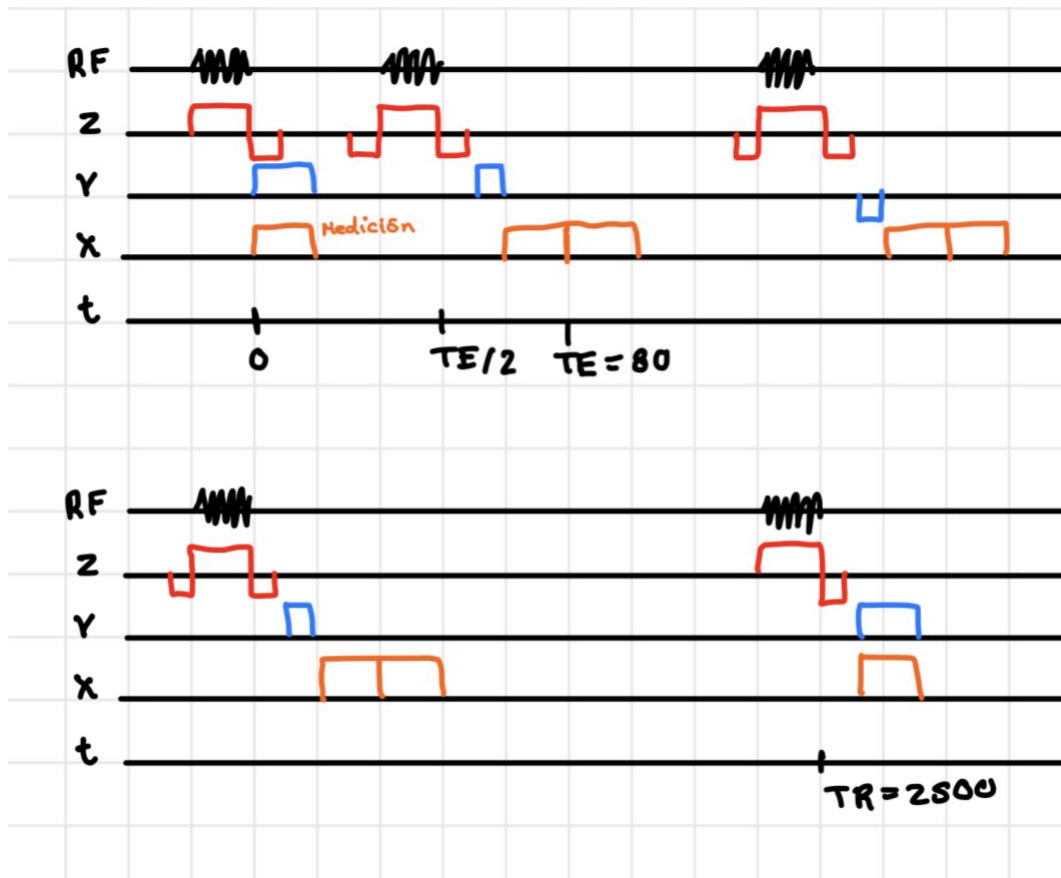 RF
Z
Y
X Medición
t
0 TE/2 TE = 80
RF
Z
Y
X
t
TR = 2500